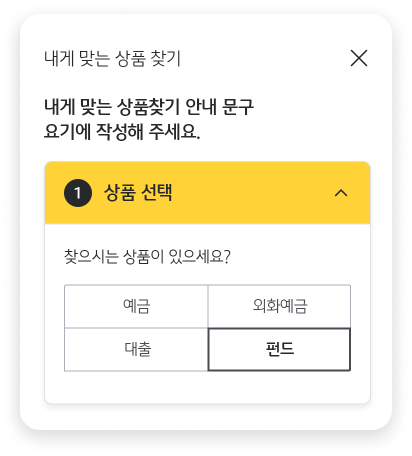 내게 맞는 상품 찾기
내게 맞는 상품찾기 안내 문구
요기에 작성해 주세요.
1 상품 선택
찾으시는 상품이 있으세요?
예금 외화예금
대출 펀드